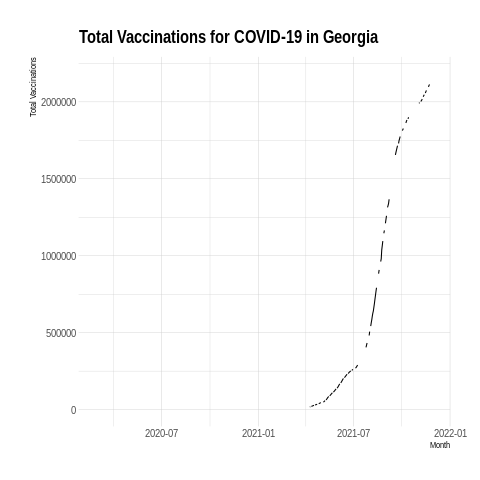 Total Vaccinations for COVID-19 in Georgia
Total Vaccinations
2000000
1500000
1000000
500000
0
2020-07 2021-01 2021-07 2022-01
Month